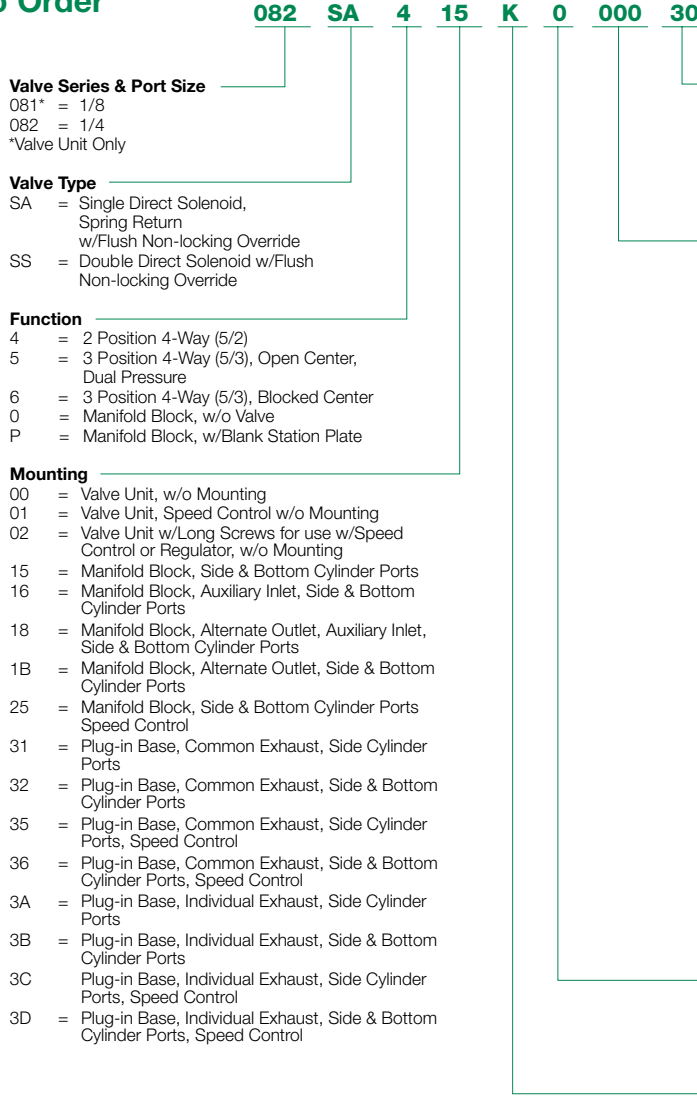 o Order
082 SA 4 15 K 0 000 30
Valve Series & Port Size
081* = 1/8
082 = 1/4
*Valve Unit Only
Valve Type
SA = Single Direct Solenoid,
Spring Return
w/Flush Non-locking Override
SS = Double Direct Solenoid w/Flush
Non-locking Override
Function
4 = 2 Position 4-Way (5/2)
5 = 3 Position 4-Way (5/3), Open Center,
Dual Pressure
6 = 3 Position 4-Way (5/3), Blocked Center
0 = Manifold Block, w/o Valve
P = Manifold Block, w/Blank Station Plate
Mounting
00 = Valve Unit, w/o Mounting
01 = Valve Unit, Speed Control w/o Mounting
02 = Valve Unit w/Long Screws for use w/Speed
Control or Regulator, w/o Mounting
15 = Manifold Block, Side & Bottom Cylinder Ports
16 = Manifold Block, Auxiliary Inlet, Side & Bottom
Cylinder Ports
18 = Manifold Block, Alternate Outlet, Auxiliary Inlet,
Side & Bottom Cylinder Ports
1B = Manifold Block, Alternate Outlet, Side & Bottom
Cylinder Ports
25 = Manifold Block, Side & Bottom Cylinder Ports
Speed Control
31 = Plug-in Base, Common Exhaust, Side Cylinder
Ports
32 = Plug-in Base, Common Exhaust, Side & Bottom
Cylinder Ports
35 = Plug-in Base, Common Exhaust, Side Cylinder
Ports, Speed Control
36 = Plug-in Base, Common Exhaust, Side & Bottom
Cylinder Ports, Speed Control
3A = Plug-in Base, Individual Exhaust, Side Cylinder
Ports
3B = Plug-in Base, Individual Exhaust, Side & Bottom
Cylinder Ports
3C Plug-in Base, Individual Exhaust, Side Cylinder
Ports, Speed Control
3D = Plug-in Base, Individual Exhaust, Side & Bottom
Cylinder Ports, Speed Control